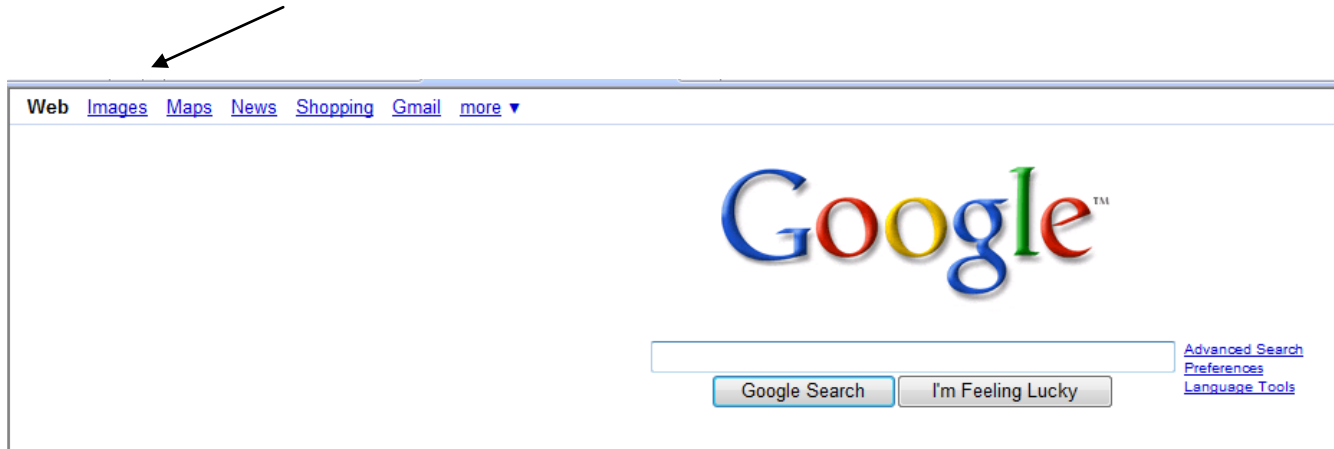 Web Images Maps News Shopping Gmail more ▼
Google™
Advanced Search
Preferences
Language Tools
Google Search I'm Feeling Lucky